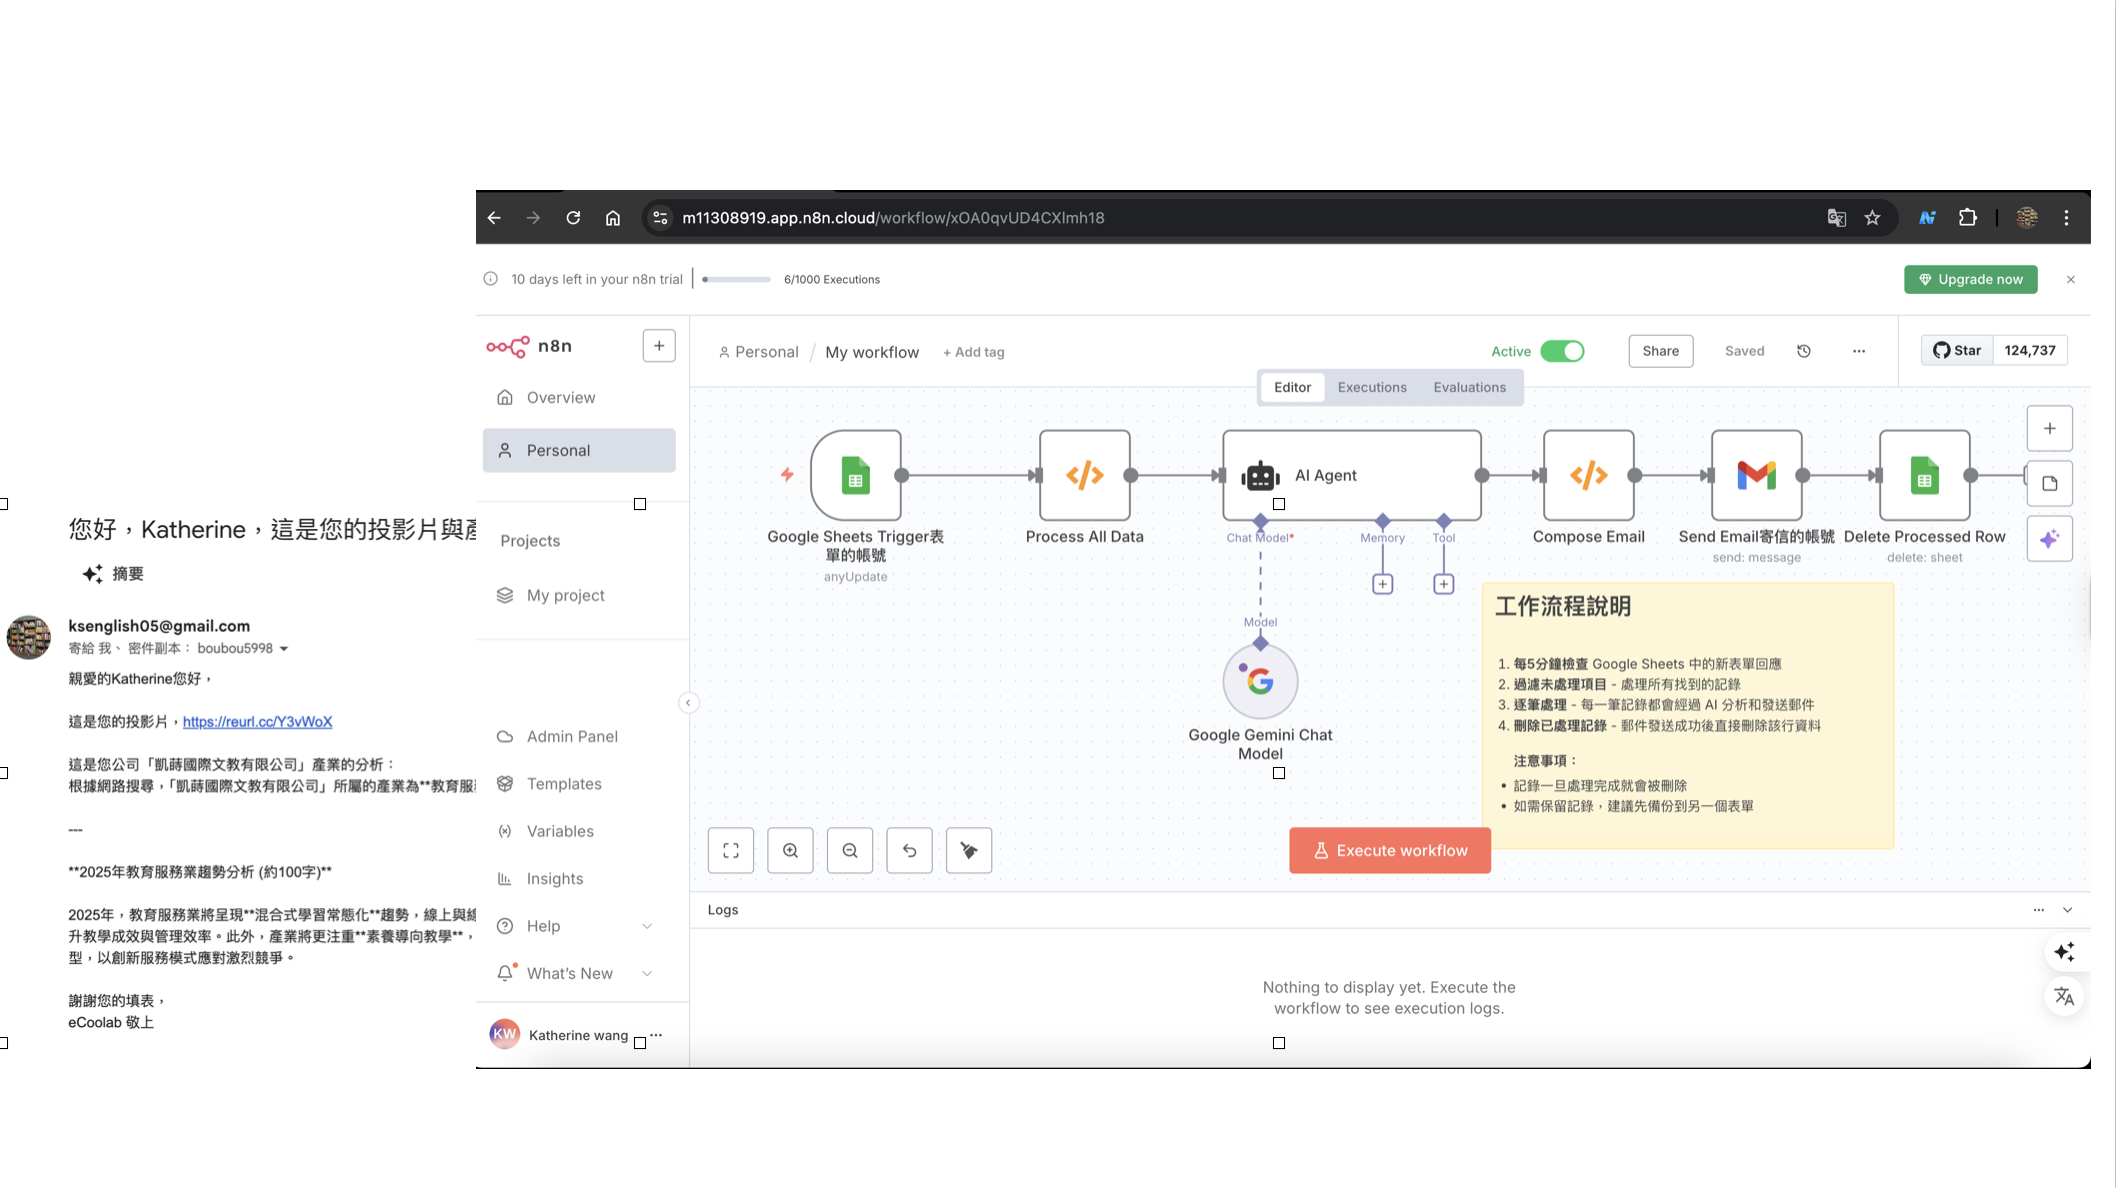 m11308919.app.n8n.cloud/workflow/xOA0qvUD4CXlmh18
10 days left in your n8n trial
6/1000 Executions
Upgrade now
n8n
Personal / My workflow
+ Add tag
Active
Share
Saved
Star
124,737
Overview
Personal
Projects
My project
Admin Panel
Templates
Variables
Insights
Help
What's New
KW
Katherine wang
Editor
Executions
Evaluations
Google Sheets Trigger表
單的帳號
anyUpdate
Process All Data
AI Agent
Chat Model*
Memory
Tool
Model
Google Gemini Chat
Model
Compose Email
Send Email寄信的帳號
send: message
Delete Processed Row
delete: sheet
工作流程說明
1. 每5分鐘檢查 Google Sheets 中的新表單回應
2. 過濾未處理項目 - 處理所有找到的記錄
3. 逐筆處理 - 每一筆記錄都會經過 AI 分析和發送郵件
4. 刪除已處理記錄 - 郵件發送成功後直接刪除該行資料
注意事項：
• 記錄一旦處理完成就會被刪除
• 如需保留記錄，建議先備份到另一個表單
Execute workflow
Logs
Nothing to display yet. Execute the
workflow to see execution logs.
您好，Katherine，這是您的投影片與產
摘要
ksenglish05@gmail.com
寄給 我、 密件副本： boubou5998
親愛的Katherine您好，
這是您的投影片，https://reurl.cc/Y3vWoX
這是您公司「凱蒔國際文教有限公司」產業的分析：
根據網路搜尋，「凱蒔國際文教有限公司」所屬的產業為**教育服
---
**2025年教育服務業趨勢分析 (約100字)**
2025年，教育服務業將呈現**混合式學習常態化**趨勢，線上與
升教學成效與管理效率。此外，產業將更注重**素養導向教學**，
型，以創新服務模式應對激烈競爭。
謝謝您的填表，
eCoolab 敬上